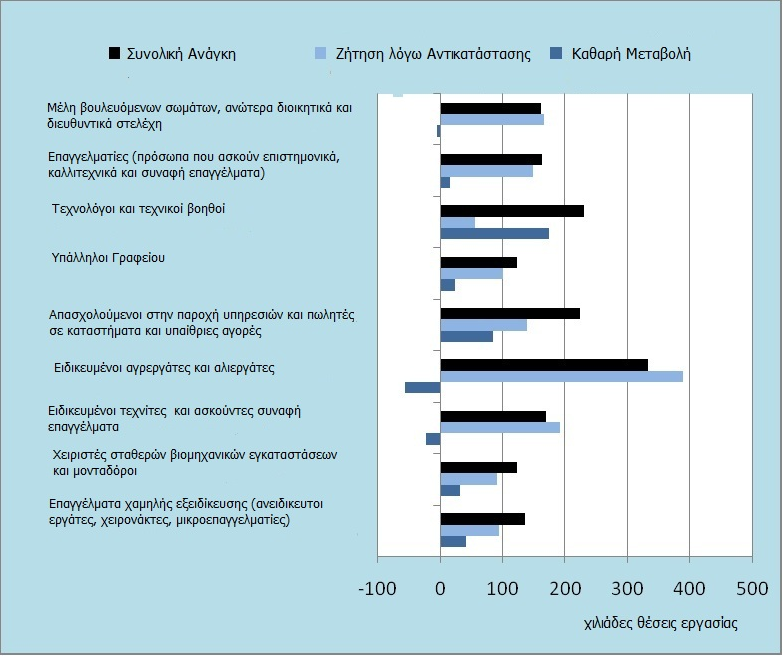 Συνολική Ανάγκη Ζήτηση λόγω Αντικατάστασης Καθαρή Μεταβολή
Μέλη βουλευόμενων σωμάτων, ανώτερα διοικητικά και
διευθυντικά στελέχη
Επαγγελματίες (πρόσωπα που ασκούν επιστημονικά,
καλλιτεχνικά και συναφή επαγγέλματα)
Τεχνολόγοι και τεχνικοί βοηθοί
Υπάλληλοι Γραφείου
Απασχολούμενοι στην παροχή υπηρεσιών και πωλητές
σε καταστήματα και υπαίθριες αγορές
Ειδικευμένοι αγρεργάτες και αλιεργάτες
Ειδικευμένοι τεχνίτες και ασκούντες συναφή
επαγγέλματα
Χειριστές σταθερών βιομηχανικών εγκαταστάσεων
και μονταδόροι
Επαγγέλματα χαμηλής εξειδίκευσης (ανειδικευτοι
εργάτες, χειρονάκτες, μικροεπαγγελματίες)
-100 0 100 200 300 400 500
χιλιάδες θέσεις εργασίας